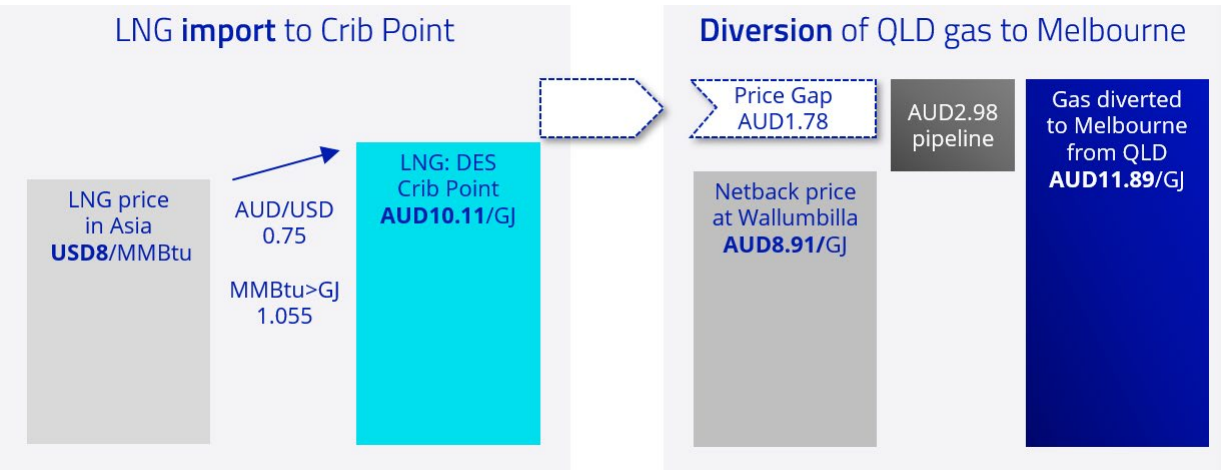 LNG import to Crib Point
LNG price
in Asia
USD8/MMBtu
AUD/USD
0.75
MMBtu>GJ
1.055
LNG: DES
Crib Point
AUD10.11/GJ
Diversion of QLD gas to Melbourne
Price Gap
AUD1.78
Netback price
at Wallumbilla
AUD8.91/GJ
AUD2.98
pipeline
Gas diverted
to Melbourne
from QLD
AUD11.89/GJ